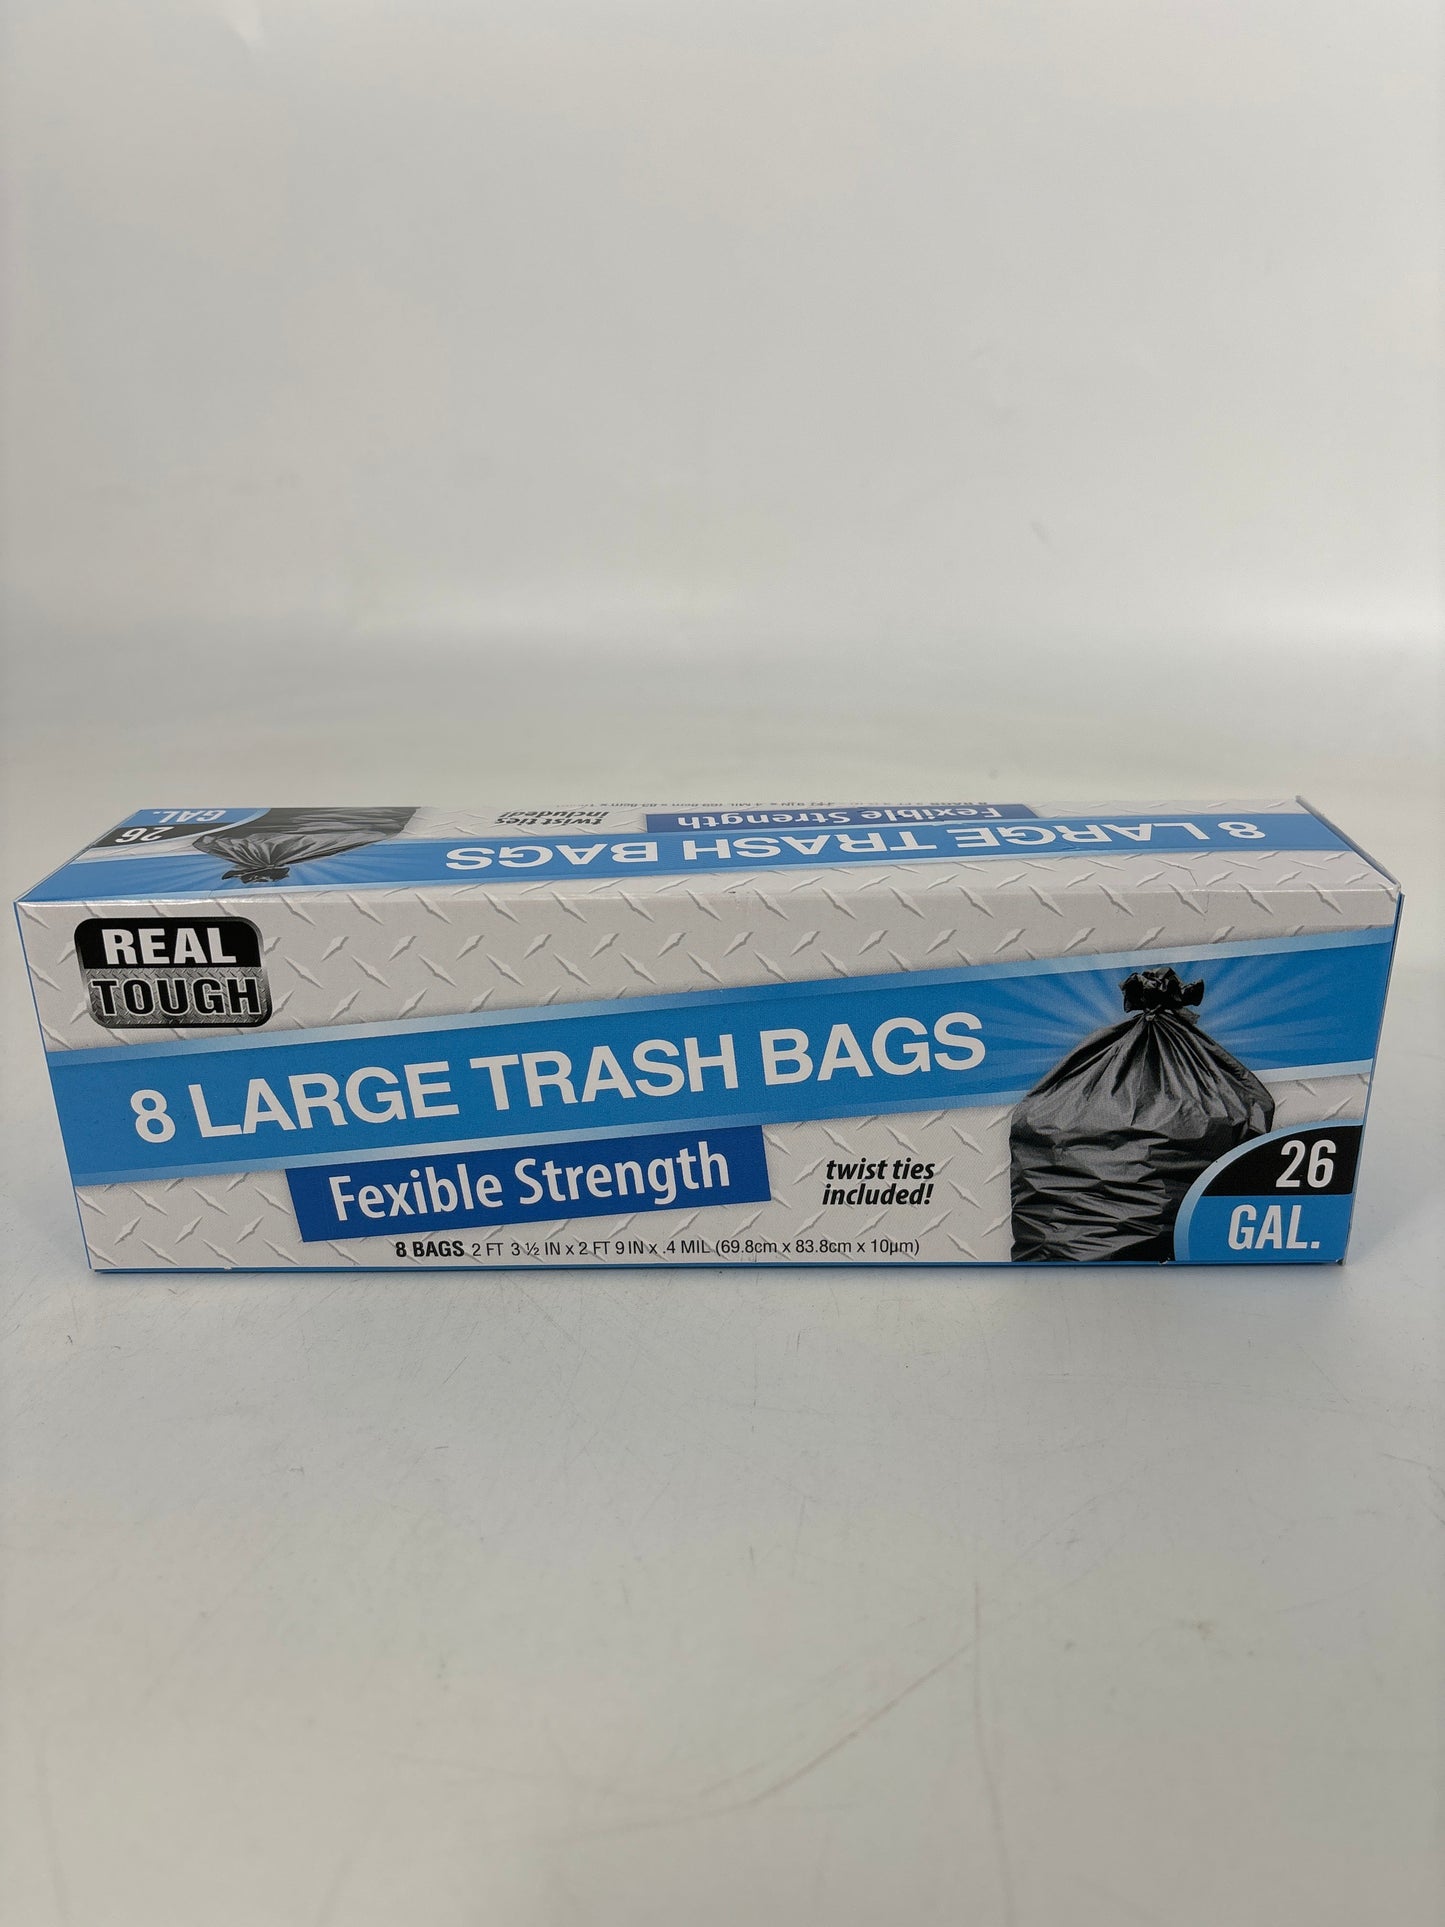 26
GAL.
twist ties
included!
8 LARGE TRASH BAGS
Fexible Strength
REAL
TOUGH
8 LARGE TRASH BAGS
Fexible Strength
twist ties
included!
8 BAGS 2 FT 3 ½ IN x 2 FT 9 IN x .4 MIL (69.8cm x 83.8cm x 10µm)
26
GAL.